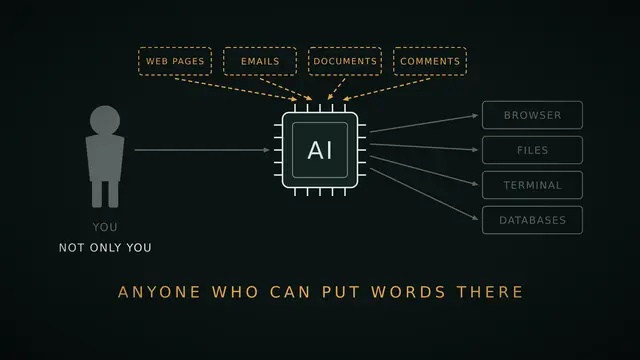 WEB PAGES
EMAILS
DOCUMENTS
COMMENTS
AI
BROWSER
FILES
TERMINAL
DATABASES
YOU
NOT ONLY YOU
ANYONE WHO CAN PUT WORDS THERE